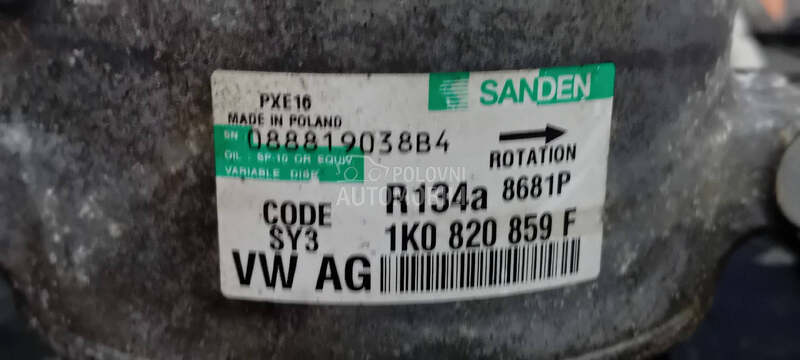 SANDEN
PXE16
MADE IN POLAND
SN 088819038B4
OIL - SP-10 OR EQUIV
VARIABLE DISP
ROTATION
POLOVNI
AUTOMOBILI
R134a 8681P
CODE
SY3
1K0 820 859 F
VW AG